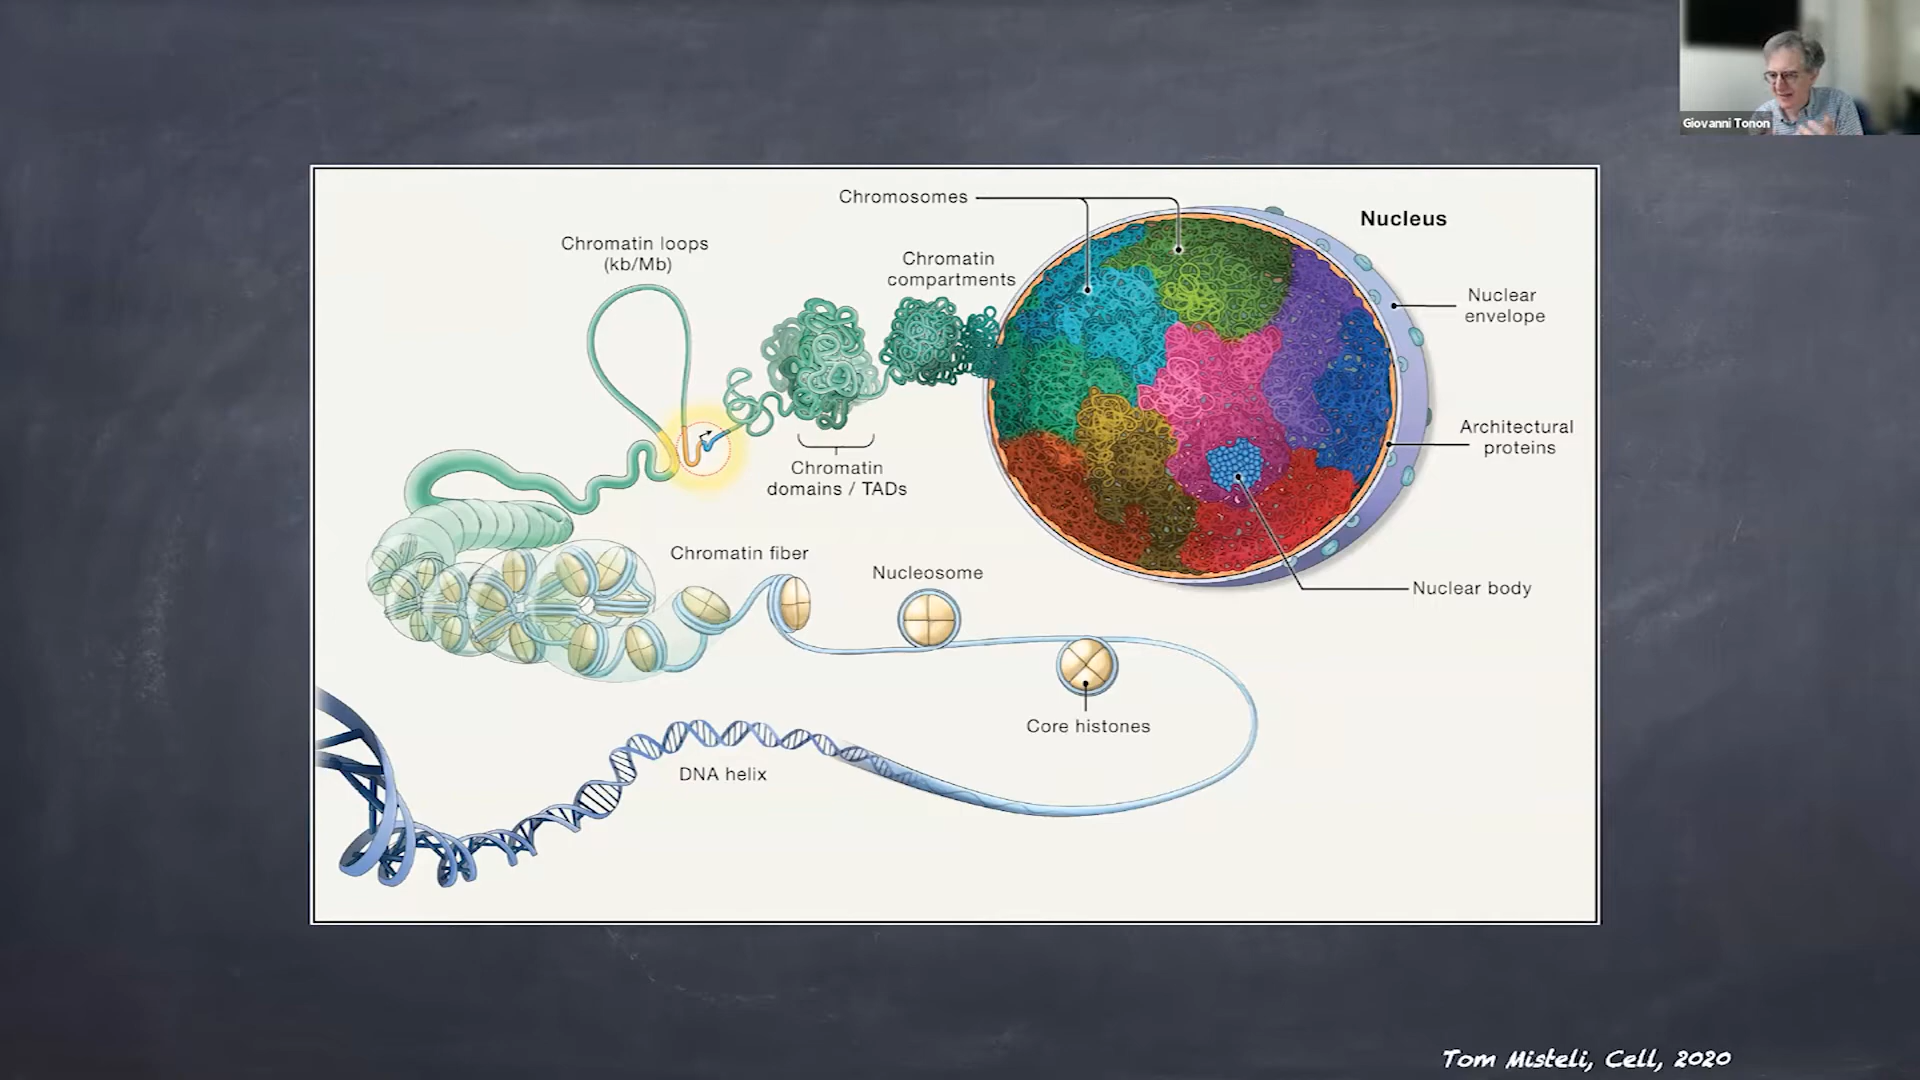 Giovanni Tonon
Chromosomes
Nucleus
Chromatin loops
(kb/Mb)
Chromatin
compartments
Nuclear
envelope
Architectural
proteins
Chromatin
domains / TADs
Chromatin fiber
Nucleosome
Nuclear body
Core histones
DNA helix
Tom Misteli, Cell, 2020